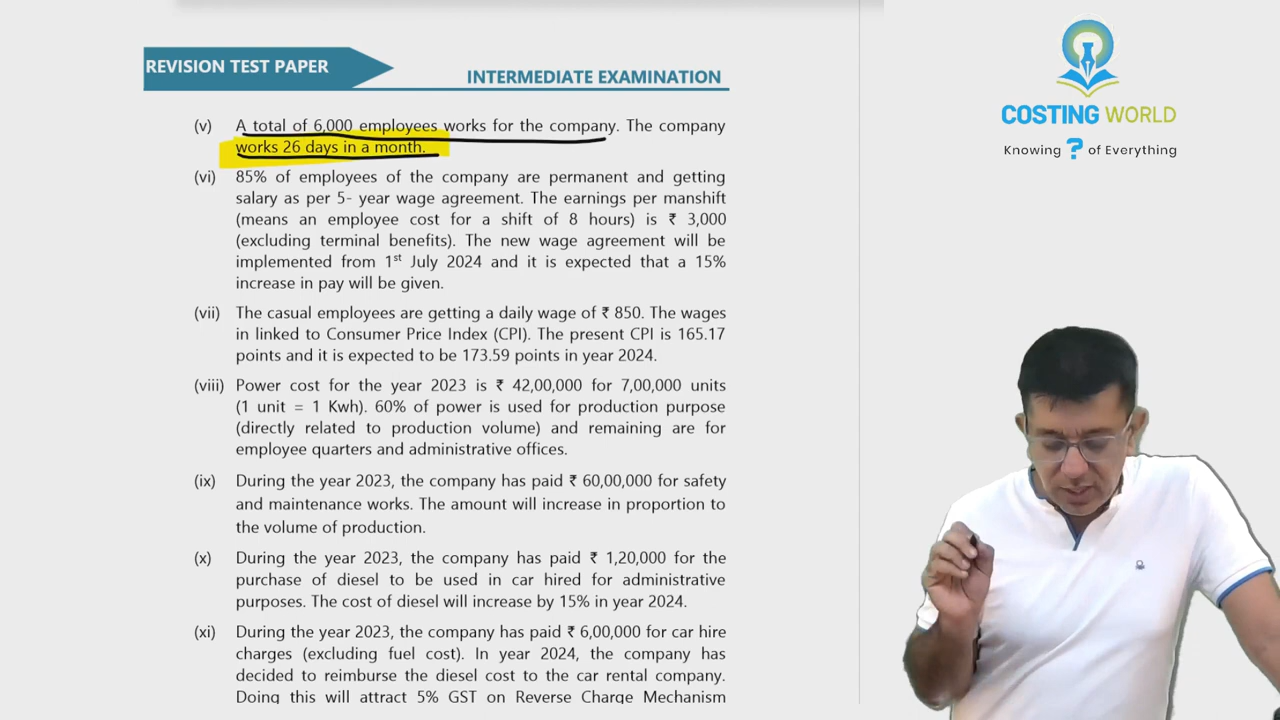 REVISION TEST PAPER
INTERMEDIATE EXAMINATION
COSTING WORLD
Knowing ? of Everything
(v) A total of 6,000 employees works for the company. The company
works 26 days in a month.
(vi) 85% of employees of the company are permanent and getting
salary as per 5- year wage agreement. The earnings per manshift
(means an employee cost for a shift of 8 hours) is ₹ 3,000
(excluding terminal benefits). The new wage agreement will be
implemented from 1st July 2024 and it is expected that a 15%
increase in pay will be given.
(vii) The casual employees are getting a daily wage of ₹ 850. The wages
in linked to Consumer Price Index (CPI). The present CPI is 165.17
points and it is expected to be 173.59 points in year 2024.
(viii) Power cost for the year 2023 is ₹ 42,00,000 for 7,00,000 units
(1 unit = 1 Kwh). 60% of power is used for production purpose
(directly related to production volume) and remaining are for
employee quarters and administrative offices.
(ix) During the year 2023, the company has paid ₹ 60,00,000 for safety
and maintenance works. The amount will increase in proportion to
the volume of production.
(x) During the year 2023, the company has paid ₹ 1,20,000 for the
purchase of diesel to be used in car hired for administrative
purposes. The cost of diesel will increase by 15% in year 2024.
(xi) During the year 2023, the company has paid ₹ 6,00,000 for car hire
charges (excluding fuel cost). In year 2024, the company has
decided to reimburse the diesel cost to the car rental company.
Doing this will attract 5% GST on Reverse Charge Mechanism